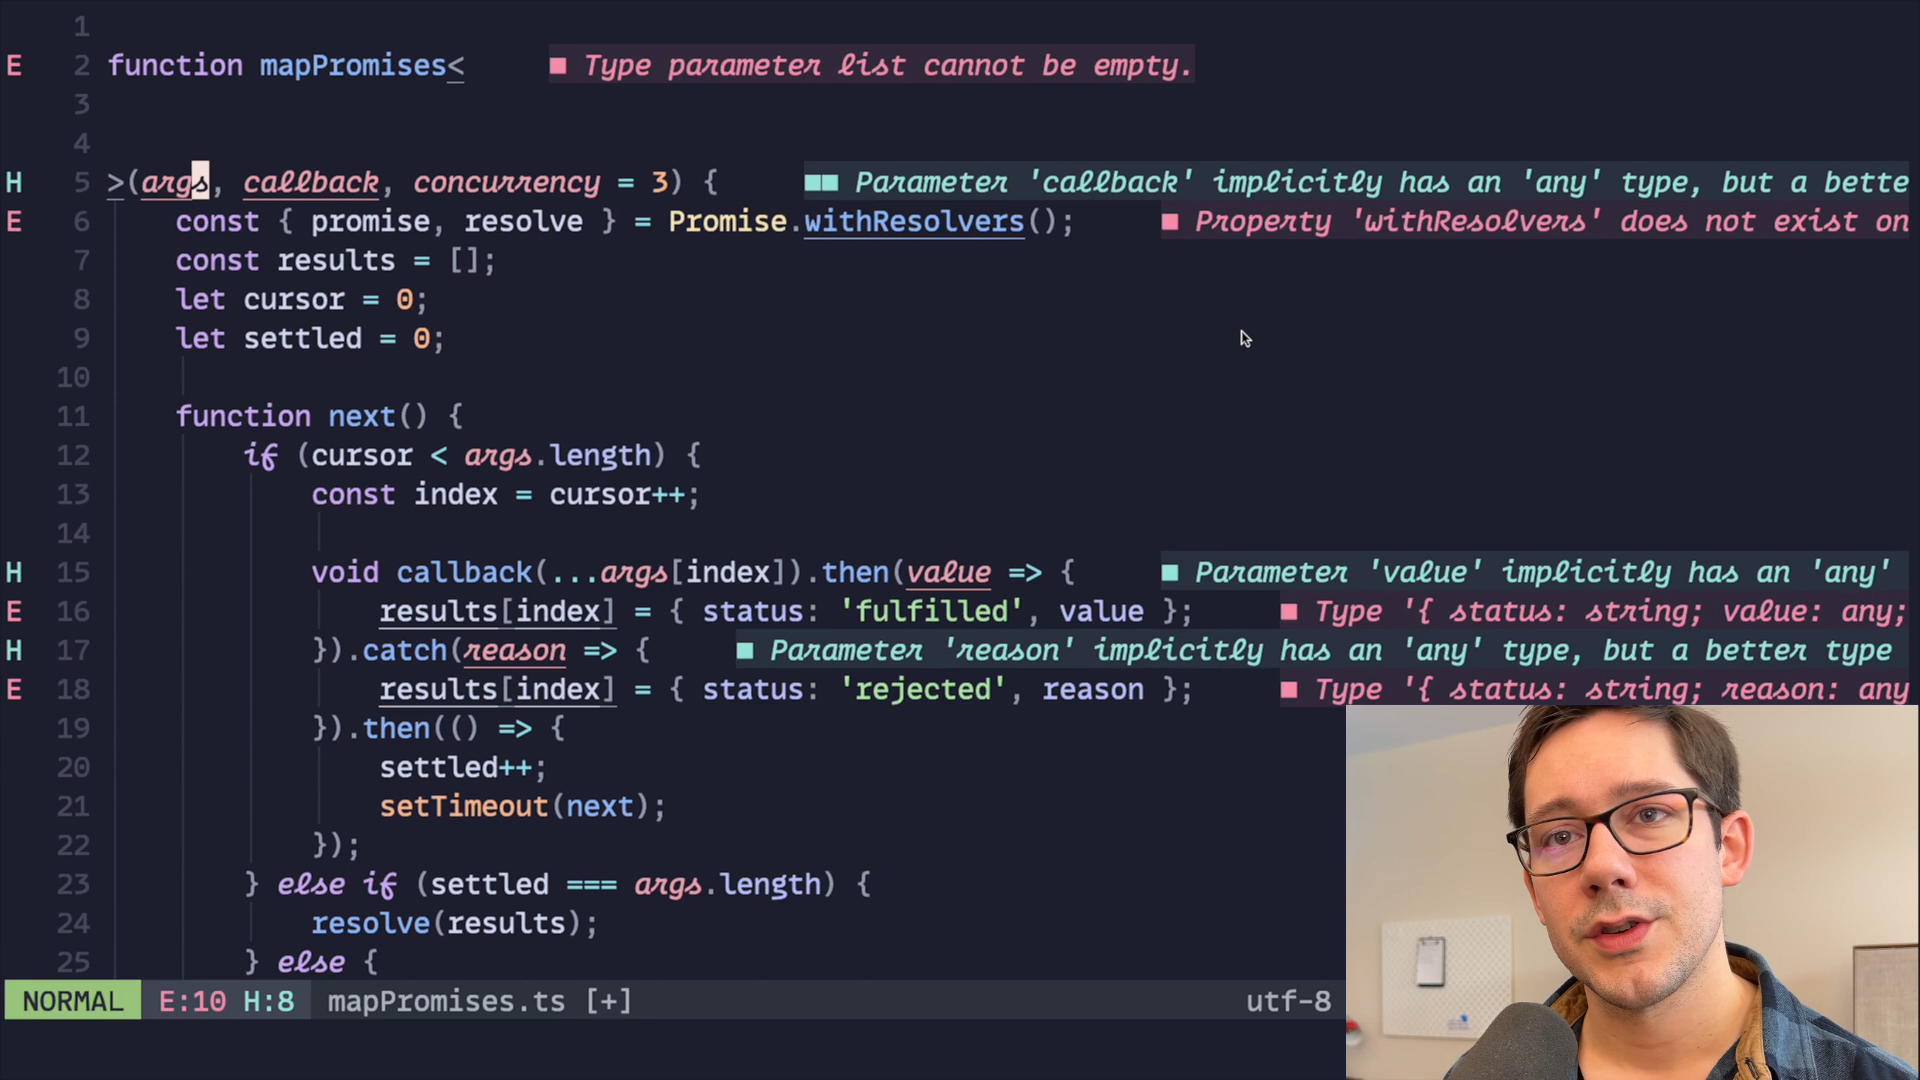 1
E 2 function mapPromises< ■ Type parameter list cannot be empty.
3
4
H 5 >(args, callback, concurrency = 3) { ■■ Parameter 'callback' implicitly has an 'any' type, but a bette
E 6 const { promise, resolve } = Promise.withResolvers(); ■ Property 'withResolvers' does not exist on
7 const results = [];
8 let cursor = 0;
9 let settled = 0;
10
11 function next() {
12 if (cursor < args.length) {
13 const index = cursor++;
14
H 15 void callback(...args[index]).then(value => { ■ Parameter 'value' implicitly has an 'any'
E 16 results[index] = { status: 'fulfilled', value }; ■ Type '{ status: string; value: any;
H 17 }).catch(reason => { ■ Parameter 'reason' implicitly has an 'any' type, but a better type
E 18 results[index] = { status: 'rejected', reason }; ■ Type '{ status: string; reason: any
19 }).then(() => {
20 settled++;
21 setTimeout(next);
22 });
23 } else if (settled === args.length) {
24 resolve(results);
25 } else {
NORMAL E:10 H:8 mapPromises.ts [+] utf-8